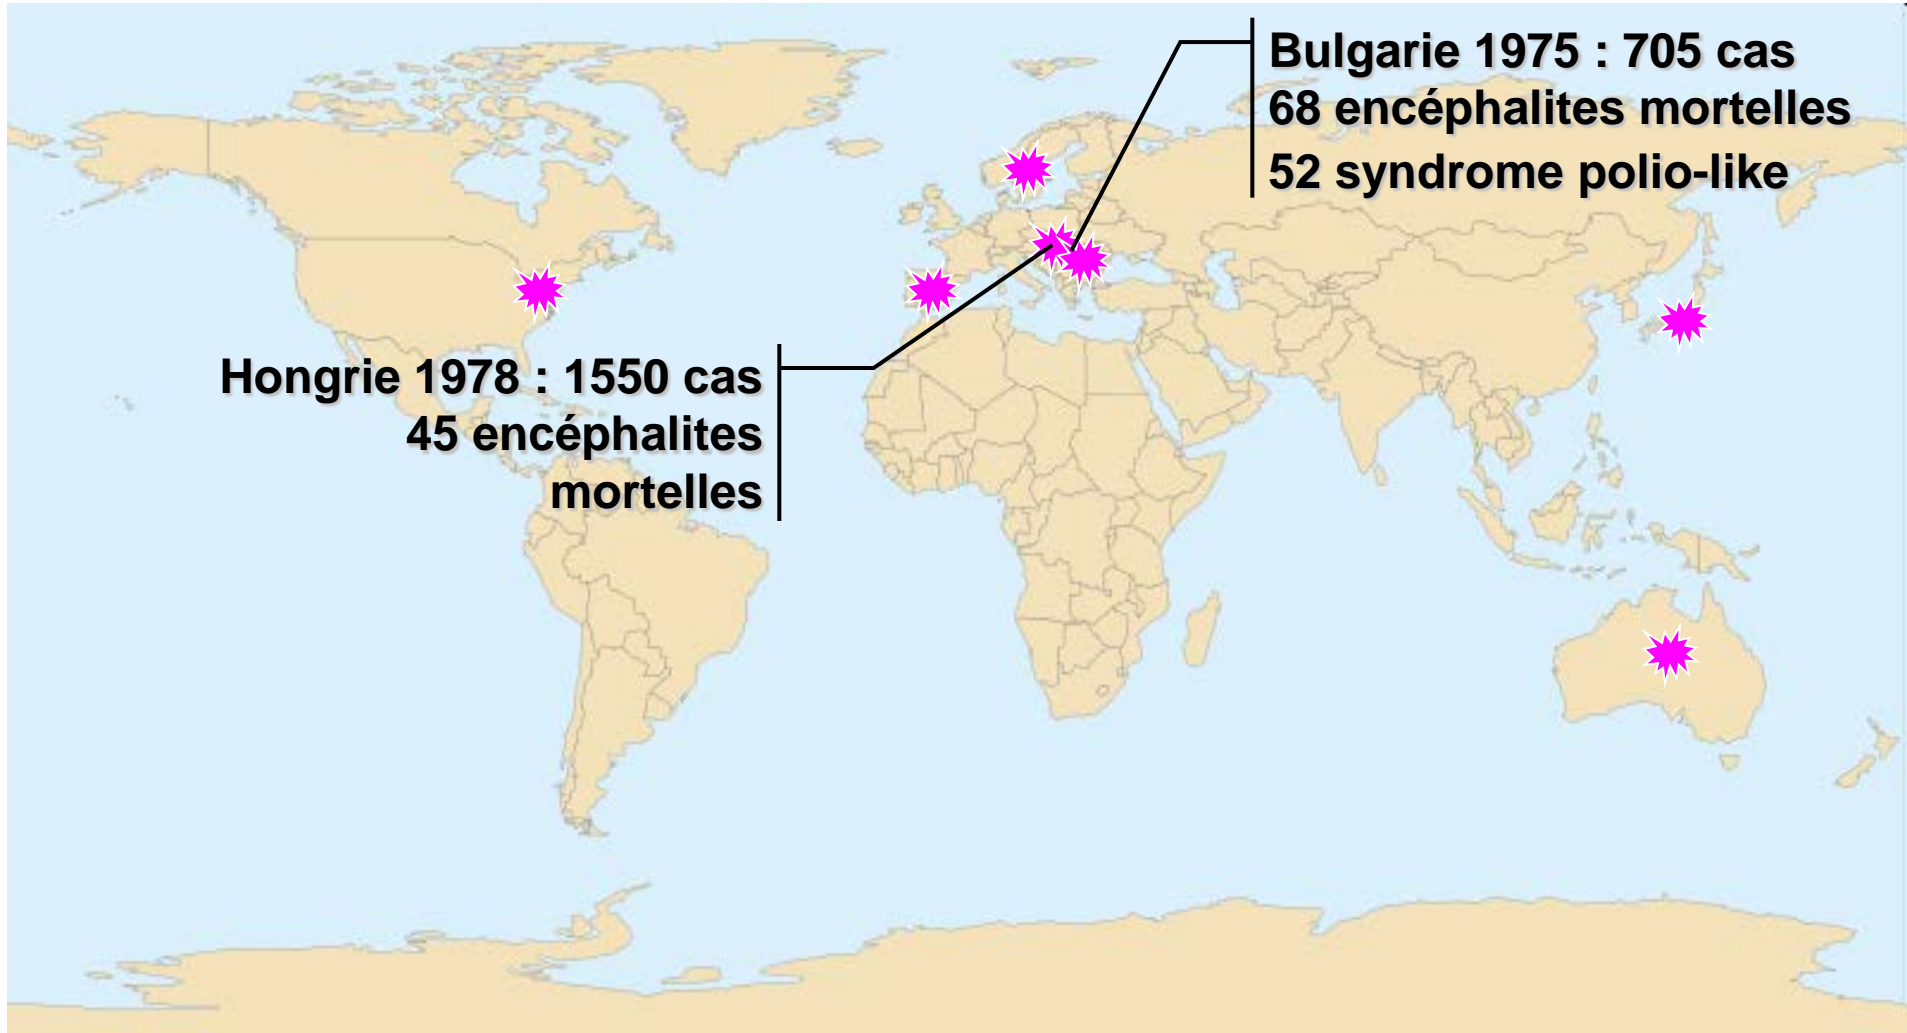 Bulgarie 1975 : 705 cas
68 encéphalites mortelles
52 syndrome polio-like
Hongrie 1978 : 1550 cas
45 encéphalites
mortelles